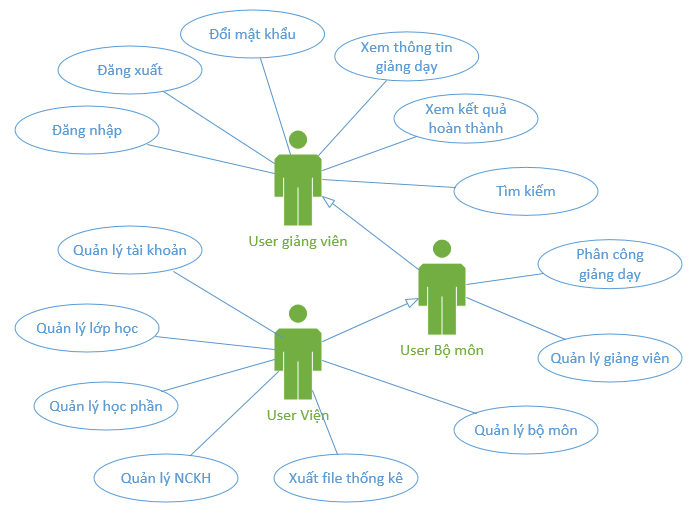 Đổi mật khẩu
Xem thông tin
giảng dạy
Đăng xuất
Xem kết quả
hoàn thành
Đăng nhập
Tìm kiếm
User giảng viên
Quản lý tài khoản
Phân công
giảng dạy
Quản lý lớp học
User Bộ môn
Quản lý giảng viên
Quản lý học phần
User Viện
Quản lý bộ môn
Quản lý NCKH
Xuất file thống kê